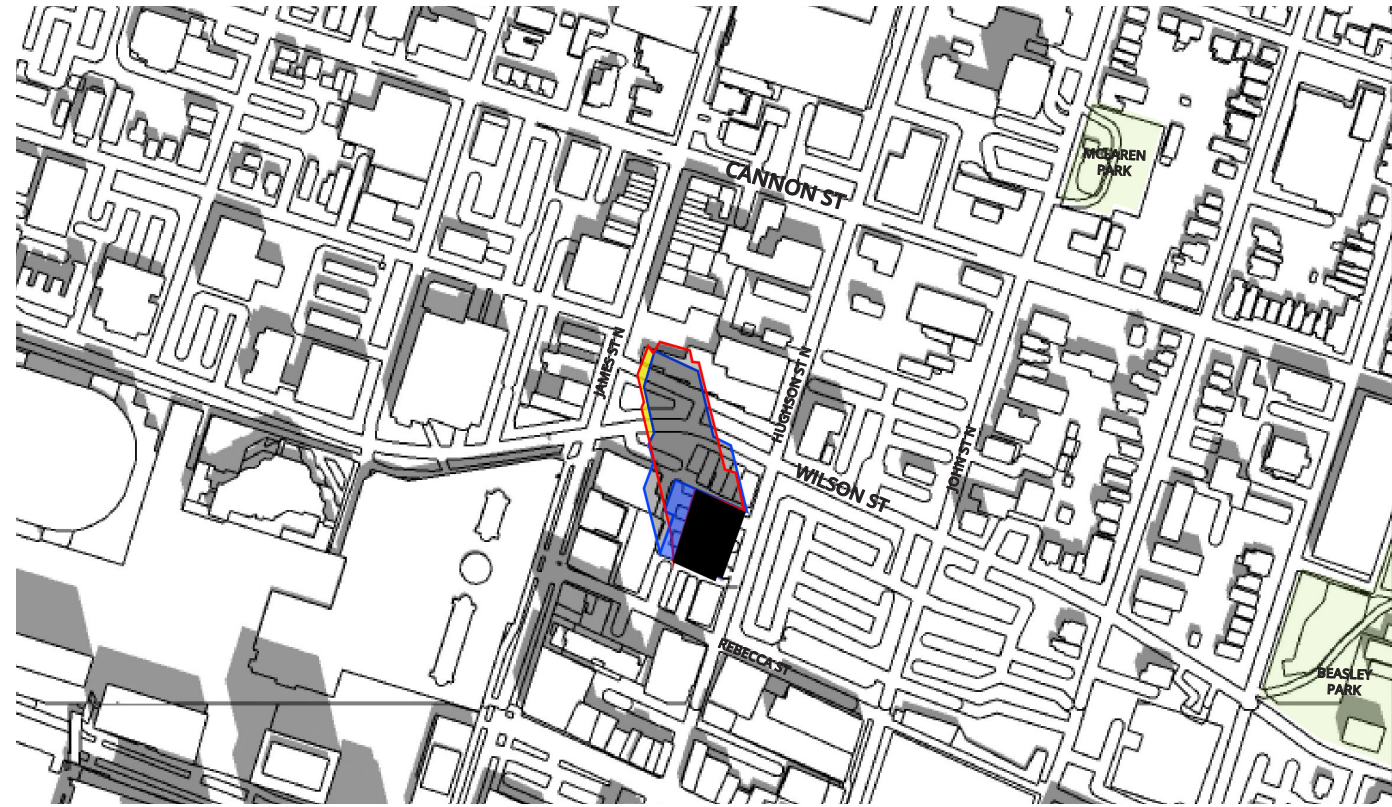 MCLAREN
PARK
CANNON ST
JAMES ST N
HUGHSON ST N
JOHN ST N
WILSON ST
REBECCA ST
BEASLEY
PARK